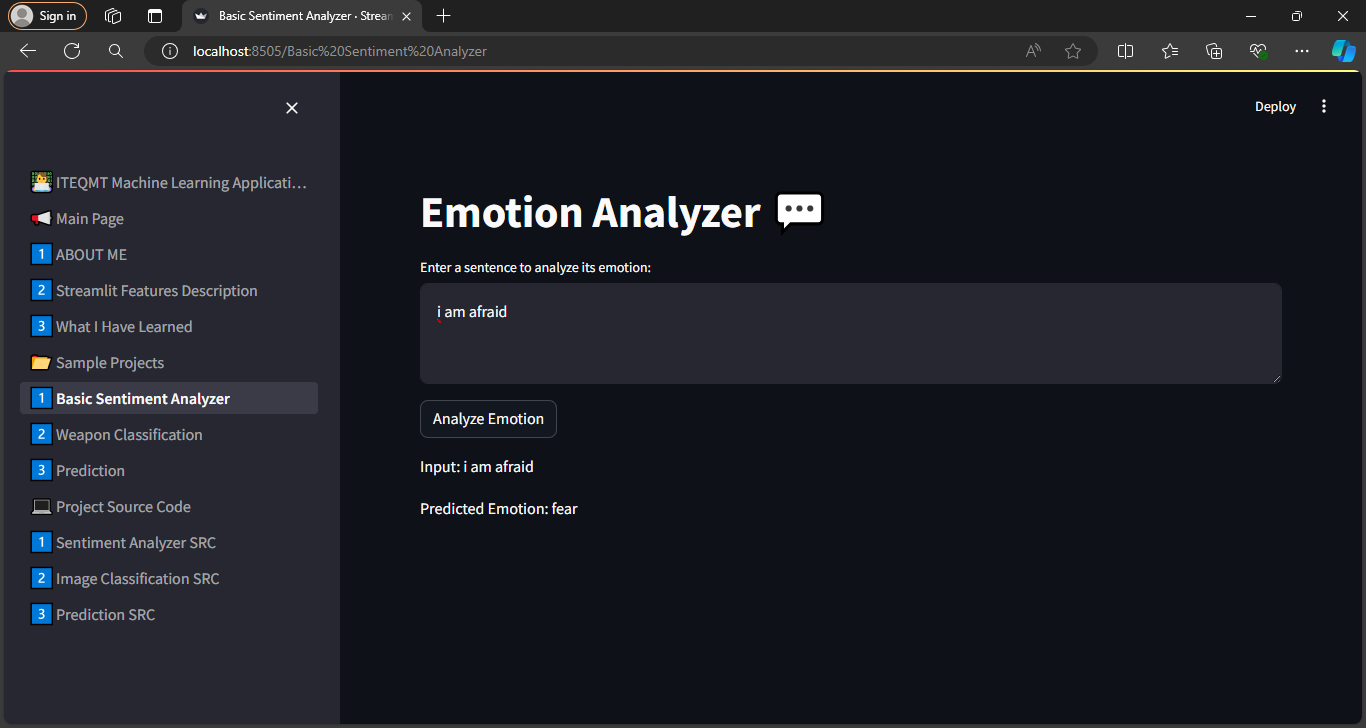 Sign in
Basic Sentiment Analyzer · Strean
localhost:8505/Basic%20Sentiment%20Analyzer
Deploy
ITEQMT Machine Learning Applicati...
Main Page
1 ABOUT ME
2 Streamlit Features Description
3 What I Have Learned
Sample Projects
1 Basic Sentiment Analyzer
2 Weapon Classification
3 Prediction
Project Source Code
1 Sentiment Analyzer SRC
2 Image Classification SRC
3 Prediction SRC
Emotion Analyzer
Enter a sentence to analyze its emotion:
i am afraid
Analyze Emotion
Input: i am afraid
Predicted Emotion: fear